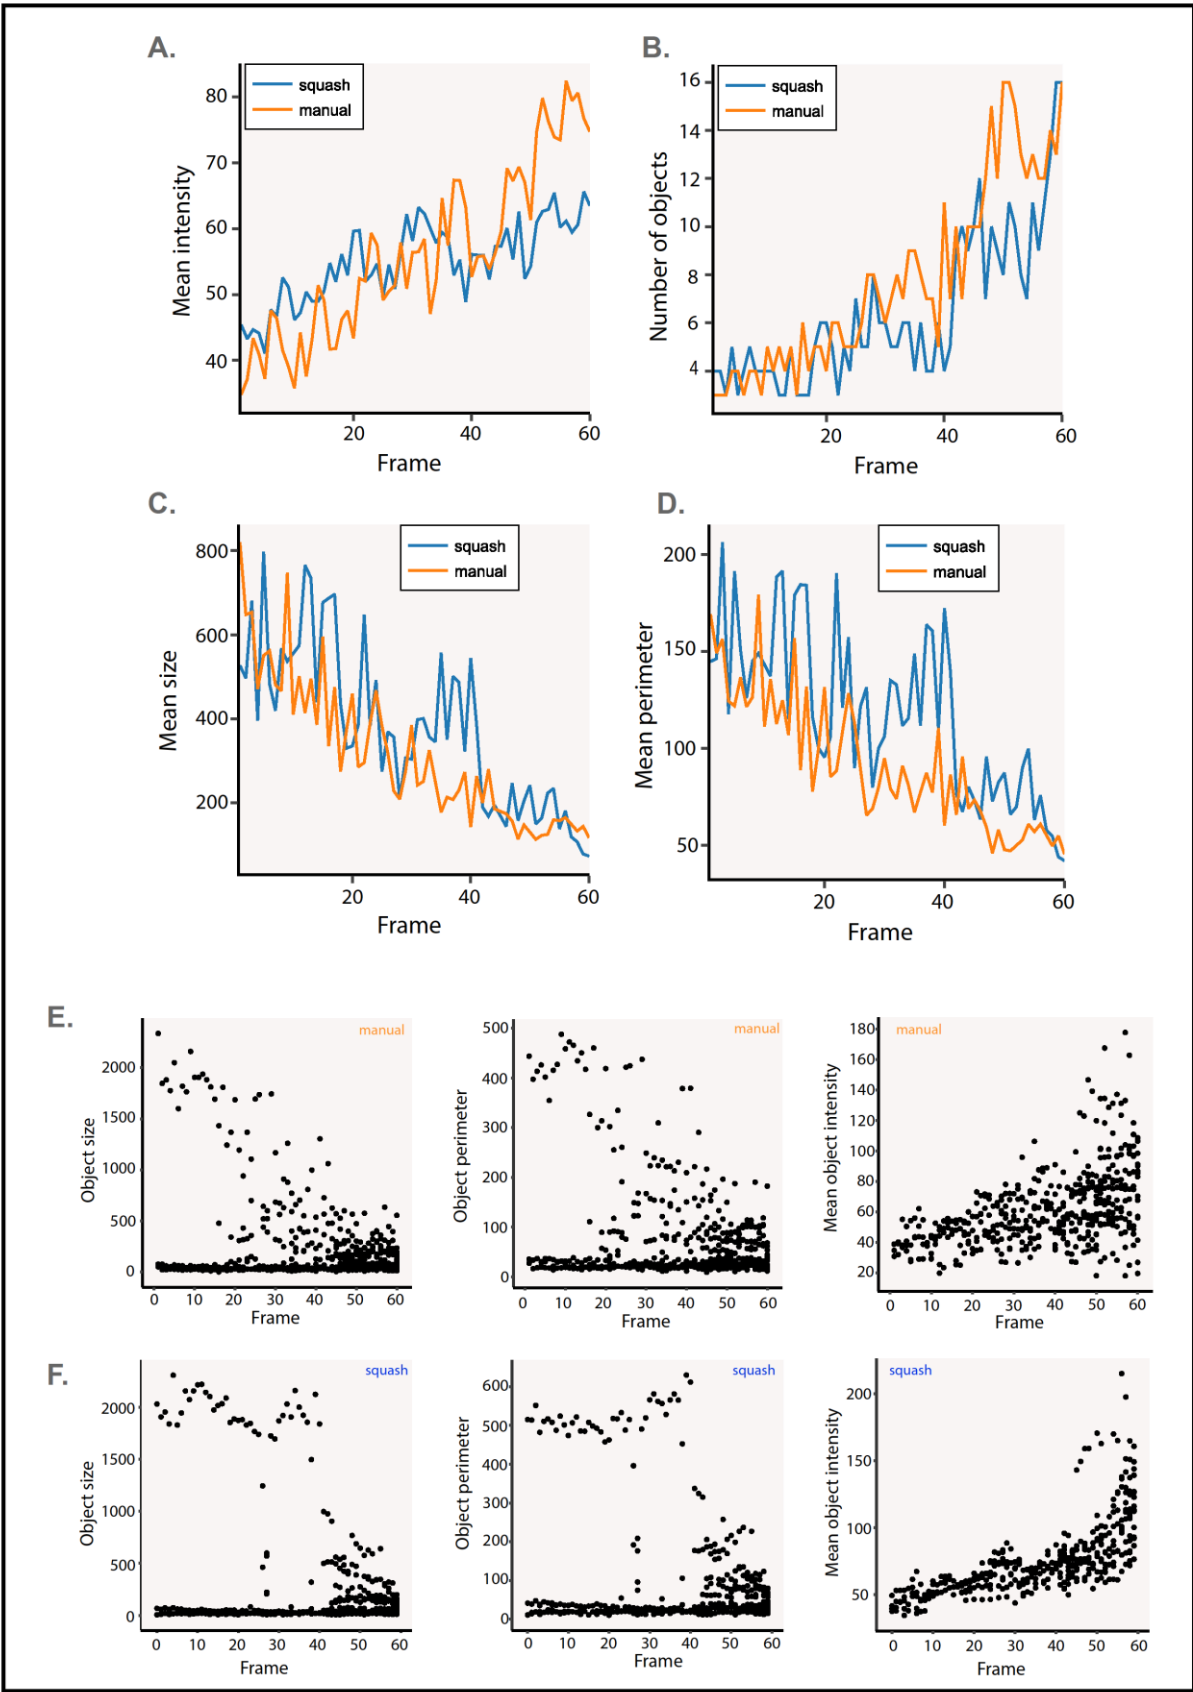 A.
squash
manual
80
70
60
50
40
Mean intensity
20 40 60
Frame
B.
squash
manual
16
14
12
10
8
6
4
Number of objects
20 40 60
Frame
C.
squash
manual
800
600
400
200
Mean size
20 40 60
Frame
D.
squash
manual
200
150
100
50
Mean perimeter
20 40 60
Frame
E.
manual
2000
1500
1000
500
0
Object size
0 10 20 30 40 50 60
Frame
manual
500
400
300
200
100
0
Object perimeter
0 10 20 30 40 50 60
Frame
manual
180
160
140
120
100
80
60
40
20
Mean object intensity
0 10 20 30 40 50 60
Frame
F.
squash
2000
1500
1000
500
0
Object size
0 10 20 30 40 50 60
Frame
squash
600
500
400
300
200
100
0
Object perimeter
0 10 20 30 40 50 60
Frame
squash
200
150
100
50
Mean object intensity
0 10 20 30 40 50 60
Frame